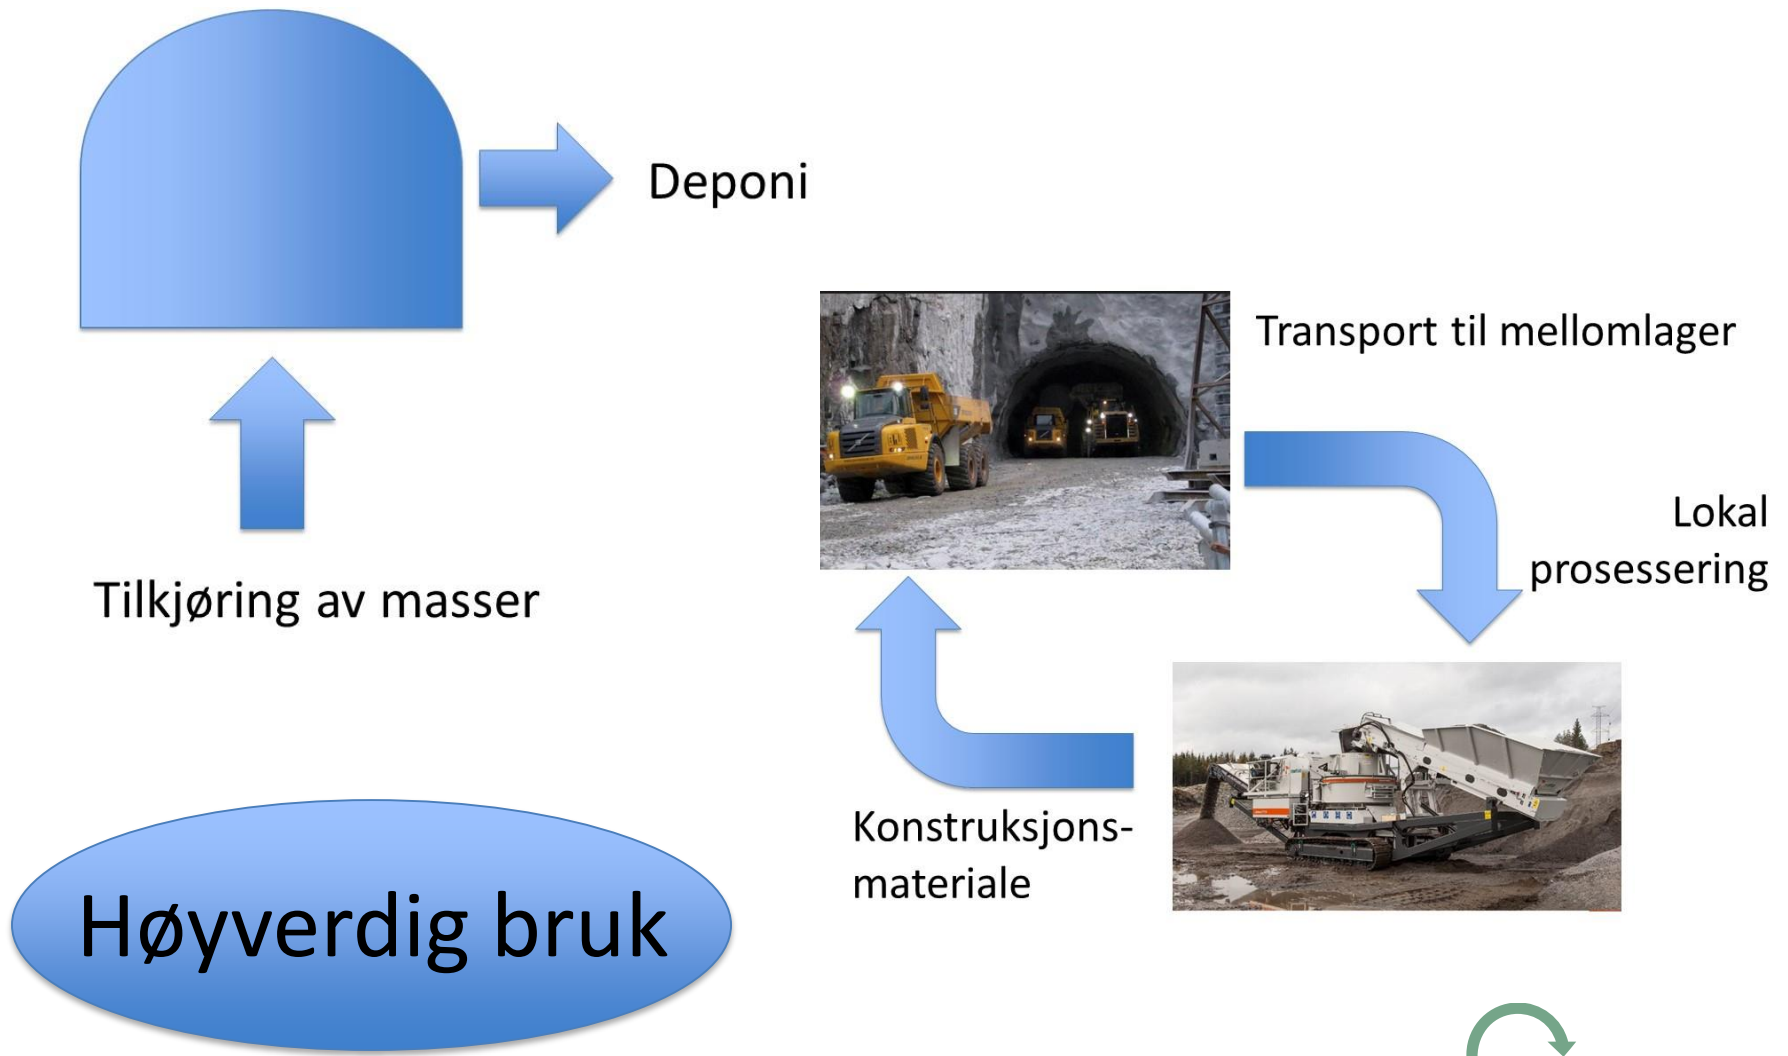 Deponi
Transport til mellomlager
Lokal
prosessering
Tilkjøring av masser
Konstruksjons-
materiale
Høyverdig bruk